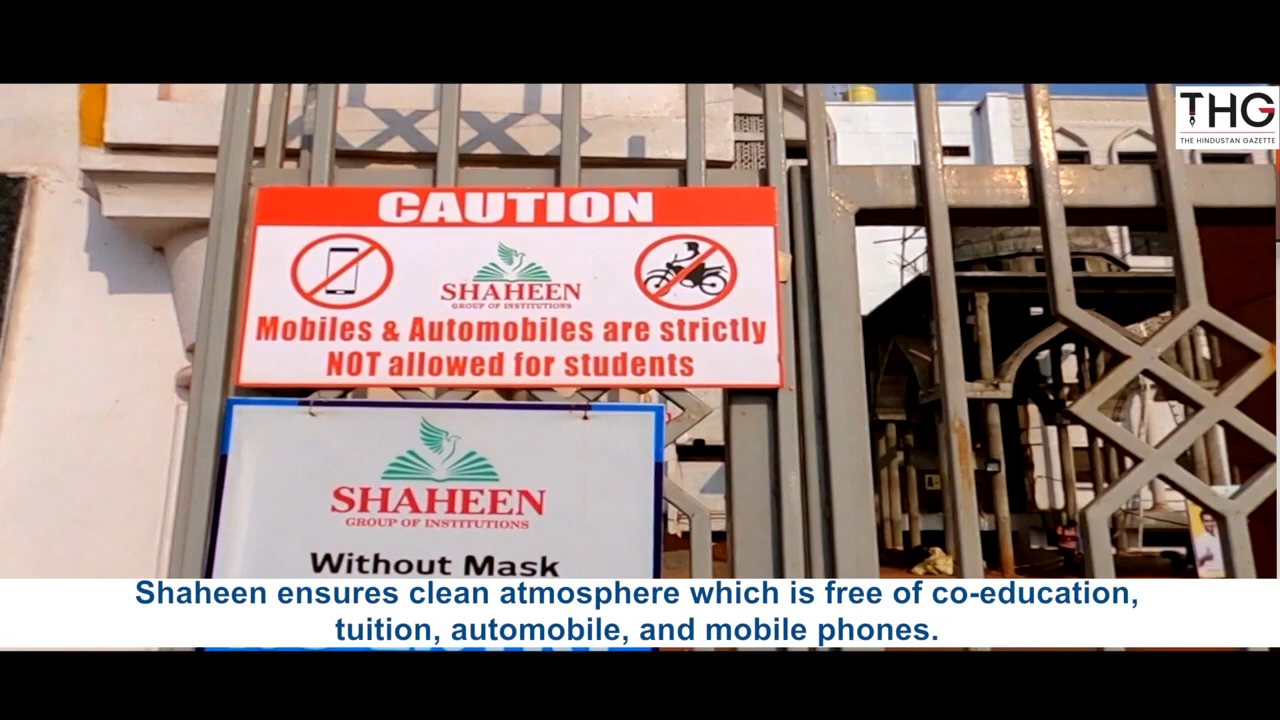 THG
THE HINDUSTAN GAZETTE
CAUTION
SHAHEEN
GROUP OF INSTITUTIONS
Mobiles & Automobiles are strictly
NOT allowed for students
SHAHEEN
GROUP OF INSTITUTIONS
Without Mask
Shaheen ensures clean atmosphere which is free of co-education,
tuition, automobile, and mobile phones.